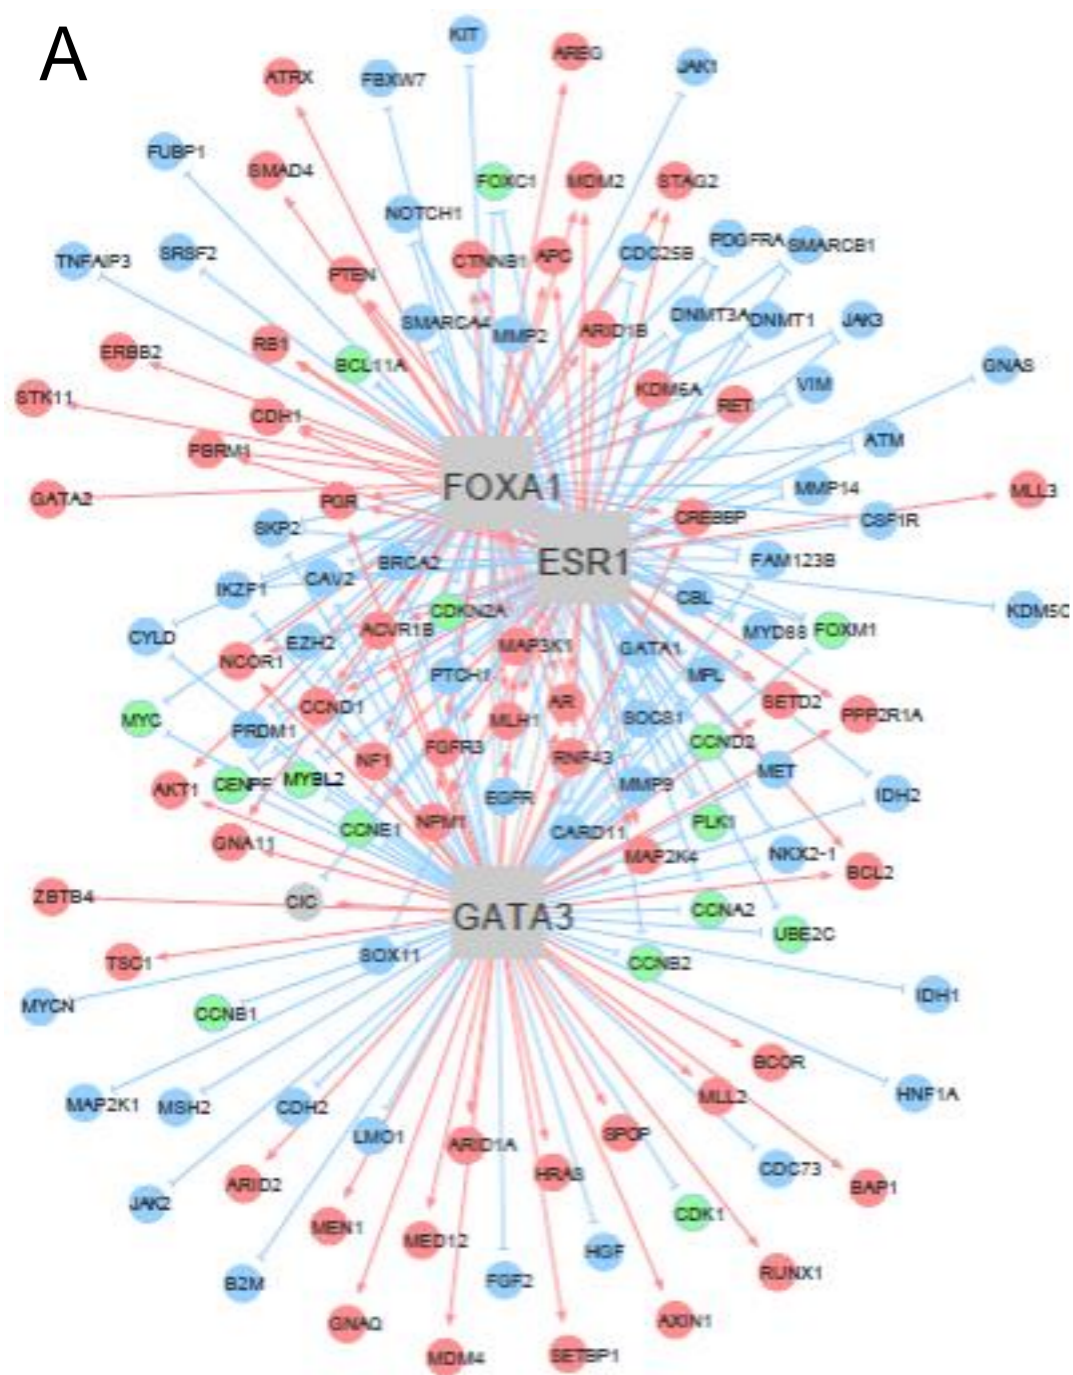 A
KIT
AREG
ATRX
FBXW7
JAK1
FUBP1
SMAD4
FOXC1
MDM2
STAG2
NOTCH1
PDGFRA
SMARCB1
TNFAIP3
SRSF2
CTNNB1
APC
CDC25B
PTEN
SMARCA4
MMP2
ARID1B
DNMT3A
DNMT1
JAK3
ERBB2
RB1
BCL11A
GNAS
STK11
CDH1
KDM6A
RET
VIM
PBRM1
ATM
GATA2
PGR
FOXA1
MMP14
MLL3
SKP2
CREBBP
CSF1R
BRCA2
ESR1
FAM123B
IKZF1
CAV2
CBL
KDM5C
CYLD
EZH2
ACVR1B
CDKN2A
MYD88
FOXM1
NCOR1
MAP3K1
GATA1
PTCH1
MPL
MYC
CCND1
AR
SETD2
PPP2R1A
PRDM1
MLH1
SOCS1
NF1
FGFR3
RNF43
CCND2
AKT1
CENPF
MYBL2
EGFR
MMP9
MET
IDH2
GNA11
CCNE1
NPM1
CARD11
PLK1
MAP2K4
NKX2-1
BCL2
ZBTB4
CIC
GATA3
CCNA2
UBE2C
TSC1
SOX11
CCNB2
MYCN
CCNB1
IDH1
BCOR
MAP2K1
MSH2
CDH2
MLL2
HNF1A
LMO1
ARID1A
SPOP
ARID2
HRAS
CDC73
BAP1
JAK2
MEN1
MED12
CDK1
B2M
FGF2
HGF
RUNX1
GNAQ
AXIN1
MDM4
SETBP1